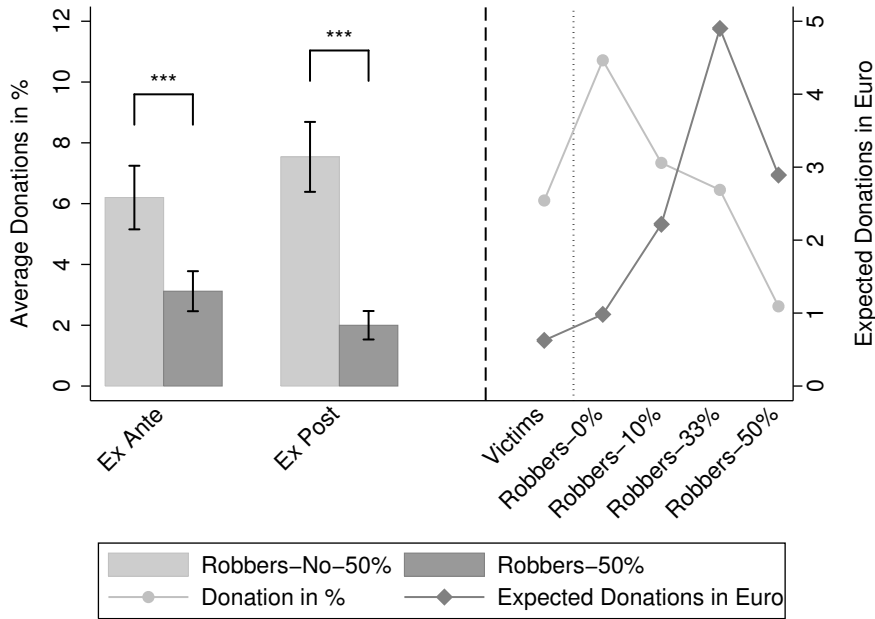 12
10
8
6
4
2
0
Average Donations in %
***
***
5
4
3
2
1
0
Expected Donations in Euro
Ex Ante
Ex Post
Victims
Robbers−0%
Robbers−10%
Robbers−33%
Robbers−50%
Robbers−No−50%
Robbers−50%
Donation in %
Expected Donations in Euro